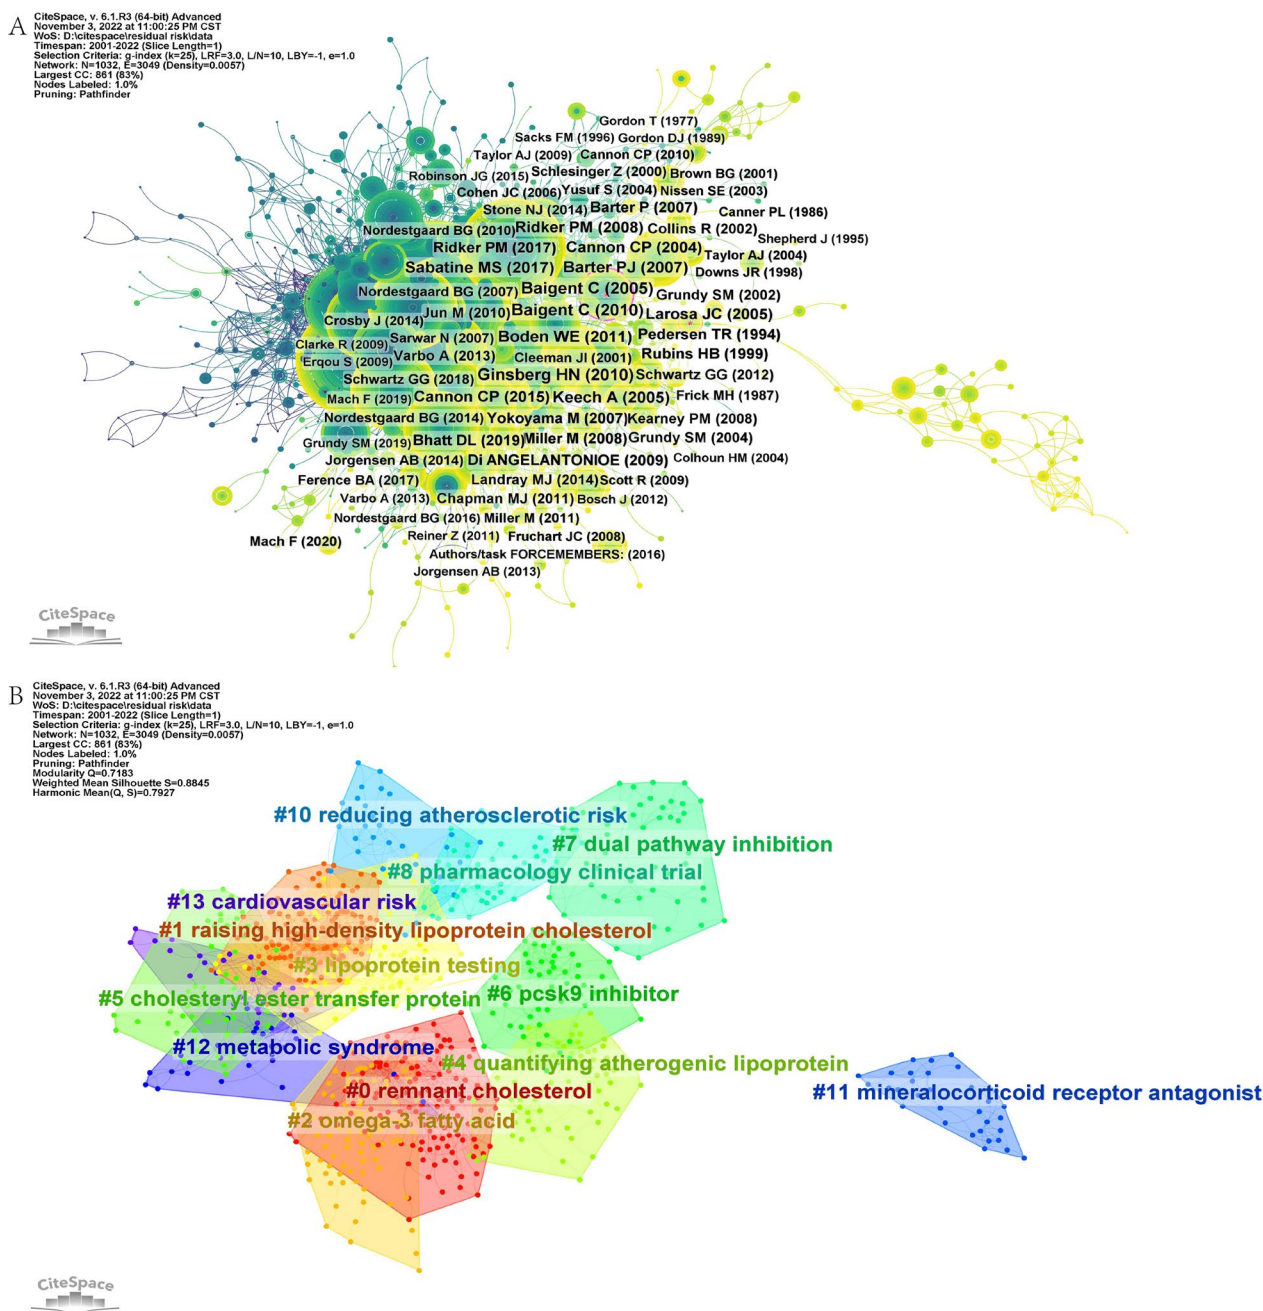 A
CiteSpace, v. 6.1.R3 (64-bit) Advanced
November 3, 2022 at 11:00:25 PM CST
WoS: D:\citespace\residual risk\data
Timespan: 2001-2022 (Slice Length=1)
Selection Criteria: g-index (k=25), LRF=3.0, L/N=10, LBY=-1, e=1.0
Network: N=1032, E=3049 (Density=0.0057)
Largest CC: 861 (83%)
Nodes Labeled: 1.0%
Pruning: Pathfinder
Gordon T (1977)
Sacks FM (1996) Gordon DJ (1989)
Taylor AJ (2009) Cannon CP (2010)
Robinson JG (2015) Schlesinger Z (2000) Brown BG (2001)
Cohen JC (2006) Yusuf S (2004) Nissen SE (2003)
Stone NJ (2014) Barter P (2007) Canner PL (1986)
Nordestgaard BG (2010) Ridker PM (2008) Collins R (2002)
Shepherd J (1995)
Ridker PM (2017) Cannon CP (2004) Taylor AJ (2004)
Sabatine MS (2017) Barter PJ (2007) Downs JR (1998)
Nordestgaard BG (2007) Baigent C (2005) Grundy SM (2002)
Crosby J (2014) Jun M (2010) Baigent C (2010) Larosa JC (2005)
Clarke R (2009) Sarwar N (2007) Boden WE (2011) Pedersen TR (1994)
Erqou S (2009) Varbo A (2013) Cleeman JI (2001) Rubins HB (1999)
Schwartz GG (2018) Ginsberg HN (2010) Schwartz GG (2012)
Mach F (2019) Cannon CP (2015) Keech A (2005) Frick MH (1987)
Nordestgaard BG (2014) Yokoyama M (2007) Kearney PM (2008)
Grundy SM (2019) Bhatt DL (2019) Miller M (2008) Grundy SM (2004)
Jorgensen AB (2014) Di ANGELANTONIOE (2009) Colhoun HM (2004)
Ference BA (2017) Landray MJ (2014) Scott R (2009)
Varbo A (2013) Chapman MJ (2011) Bosch J (2012)
Nordestgaard BG (2016) Miller M (2011)
Mach F (2020) Reiner Z (2011) Fruchart JC (2008)
Authors/task FORCEMEMBERS: (2016)
Jorgensen AB (2013)
CiteSpace
B
CiteSpace, v. 6.1.R3 (64-bit) Advanced
November 3, 2022 at 11:00:25 PM CST
WoS: D:\citespace\residual risk\data
Timespan: 2001-2022 (Slice Length=1)
Selection Criteria: g-index (k=25), LRF=3.0, L/N=10, LBY=-1, e=1.0
Network: N=1032, E=3049 (Density=0.0057)
Largest CC: 861 (83%)
Nodes Labeled: 1.0%
Pruning: Pathfinder
Modularity Q=0.7183
Weighted Mean Silhouette S=0.8845
Harmonic Mean(Q, S)=0.7927
#10 reducing atherosclerotic risk
#7 dual pathway inhibition
#8 pharmacology clinical trial
#13 cardiovascular risk
#1 raising high-density lipoprotein cholesterol
#3 lipoprotein testing
#5 cholesteryl ester transfer protein
#6 pcsk9 inhibitor
#12 metabolic syndrome
#4 quantifying atherogenic lipoprotein
#0 remnant cholesterol
#11 mineralocorticoid receptor antagonist
#2 omega-3 fatty acid
CiteSpace